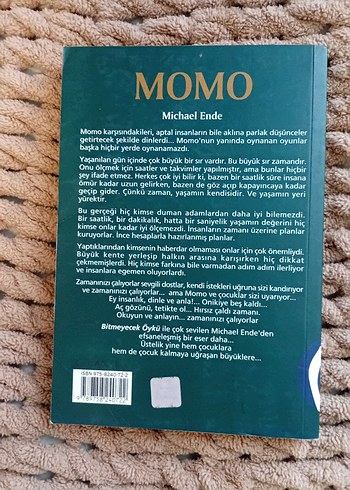 MOMO
Michael Ende
Momo karşısındakileri, aptal insanların bile aklına parlak düşünceler
getirtecek şekilde dinlerdi... Momo'nun yanında oynanan oyunlar
başka hiçbir yerde oynanamazdı.
Yaşanılan gün içinde çok büyük bir sır vardır. Bu büyük sır zamandır.
Onu ölçmek için saatler ve takvimler yapılmıştır, ama bunlar hiçbir
şey ifade etmez. Herkes çok iyi bilir ki, bazen bir saatlik süre insana
ömür kadar uzun gelirken, bazen de göz açıp kapayıncaya kadar
geçip gider. Çünkü zaman, yaşamın kendisidir. Ve yaşamın yeri
yürektir.
Bu gerçeği hiç kimse duman adamlardan daha iyi bilemezdi.
Bir saatlik, bir dakikalık, hatta bir saniyelik yaşamın değerini hiç
kimse onlar kadar iyi ölçemezdi. İnsanların zamanı üzerine planlar
kuruyorlar. İnce hesaplarla hazırlanmış planlar.
Yaptıklarından kimsenin haberdar olmaması onlar için çok önemliydi.
Büyük kente yerleşip halkın arasına karışırken hiç dikkat
çekmemişlerdi. Hiç kimse farkına bile varmadan adım adım ilerliyor
ve insanlara egemen oluyorlardı.
Zamanınızı çalıyorlar sevgili dostlar, kendi istekleri uğruna sizi kandırıyor
ve zamanınızı çalıyorlar... ama Momo ve çocuklar sizi uyarıyor...
Ey insanlık, dinle ve anla!... Onikiye beş kaldı...
Aç gözünü, tetikte ol... Hırsız çaldı zamanı.
Okuyun ve anlayın... zamanınızı çalıyorlar
Bitmeyecek Öykü ile çok sevilen Michael Ende'den
efsaneleşmiş bir eser daha...
Üstelik yine hem çocuklara
hem de çocuk kalmaya uğraşan büyüklere...
ISBN 975-8240-72-2
9 789758 240722